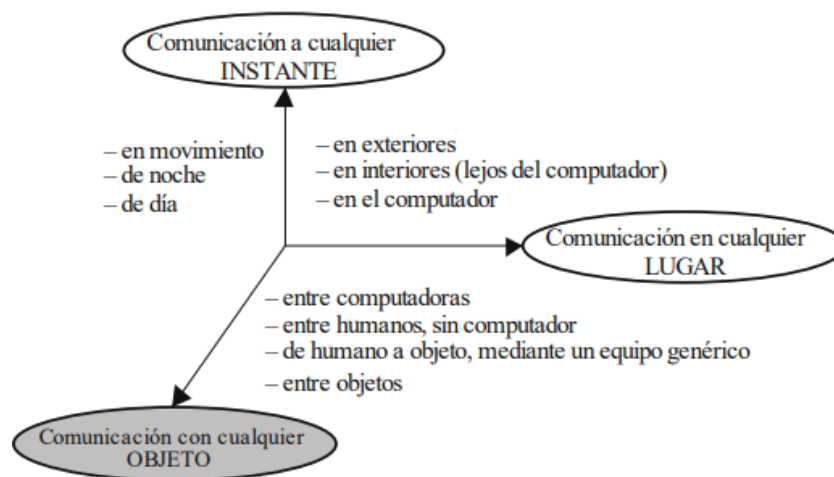 Comunicación a cualquier
INSTANTE
– en movimiento
– de noche
– de día
– en exteriores
– en interiores (lejos del computador)
– en el computador
Comunicación en cualquier
LUGAR
– entre computadoras
– entre humanos, sin computador
– de humano a objeto, mediante un equipo genérico
– entre objetos
Comunicación con cualquier
OBJETO